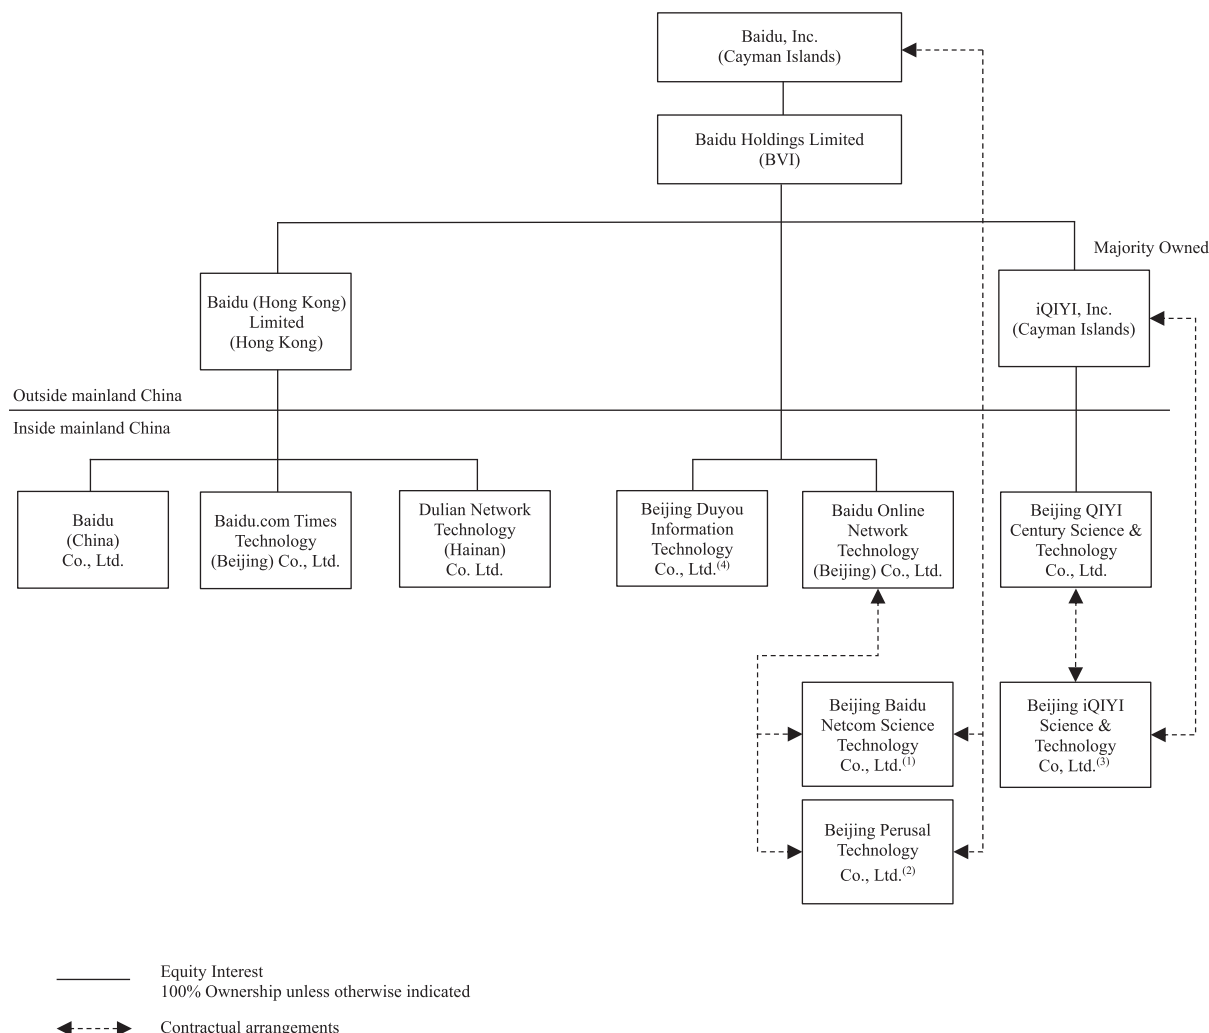 Baidu, Inc.
(Cayman Islands)
Baidu Holdings Limited
(BVI)
Majority Owned
Baidu (Hong Kong)
Limited
(Hong Kong)
iQIYI, Inc.
(Cayman Islands)
Outside mainland China
Inside mainland China
Baidu
(China)
Co., Ltd.
Baidu.com Times
Technology
(Beijing) Co., Ltd.
Dulian Network
Technology
(Hainan)
Co. Ltd.
Beijing Duyou
Information
Technology
Co., Ltd.(4)
Baidu Online
Network
Technology
(Beijing) Co., Ltd.
Beijing QIYI
Century Science &
Technology
Co., Ltd.
Beijing Baidu
Netcom Science
Technology
Co., Ltd.(1)
Beijing iQIYI
Science &
Technology
Co, Ltd.(3)
Beijing Perusal
Technology
Co., Ltd.(2)
Equity Interest
100% Ownership unless otherwise indicated
Contractual arrangements